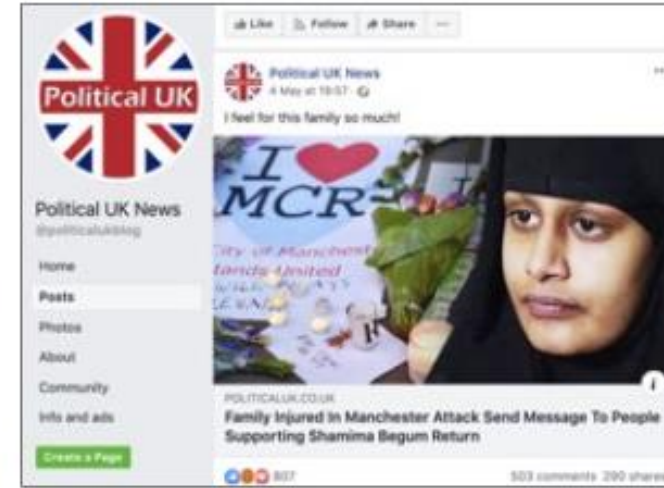 Like Follow Share
Political UK
Political UK News
4 May at 19:57
I feel for this family so much!
I
MCR
City of Manchester
Stands United
Political UK News
@politicalukblog
Home
Posts
Photos
About
Community
Info and ads
Create a Page
POLITICALUK.CO.UK
Family Injured In Manchester Attack Send Message To People
Supporting Shamima Begum Return
807
503 comments 290 shares